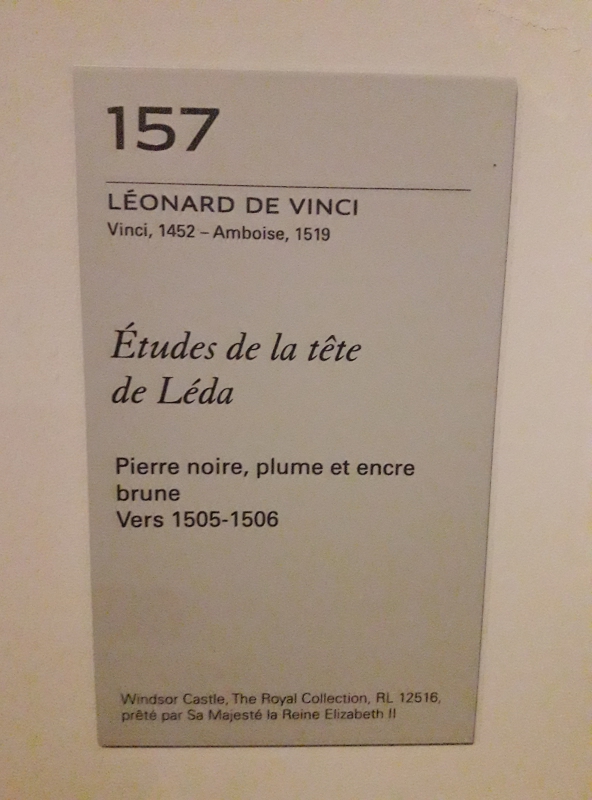 157
LÉONARD DE VINCI
Vinci, 1452 – Amboise, 1519
Études de la tête
de Léda
Pierre noire, plume et encre
brune
Vers 1505-1506
Windsor Castle, The Royal Collection, RL 12516,
prêté par Sa Majesté la Reine Elizabeth II